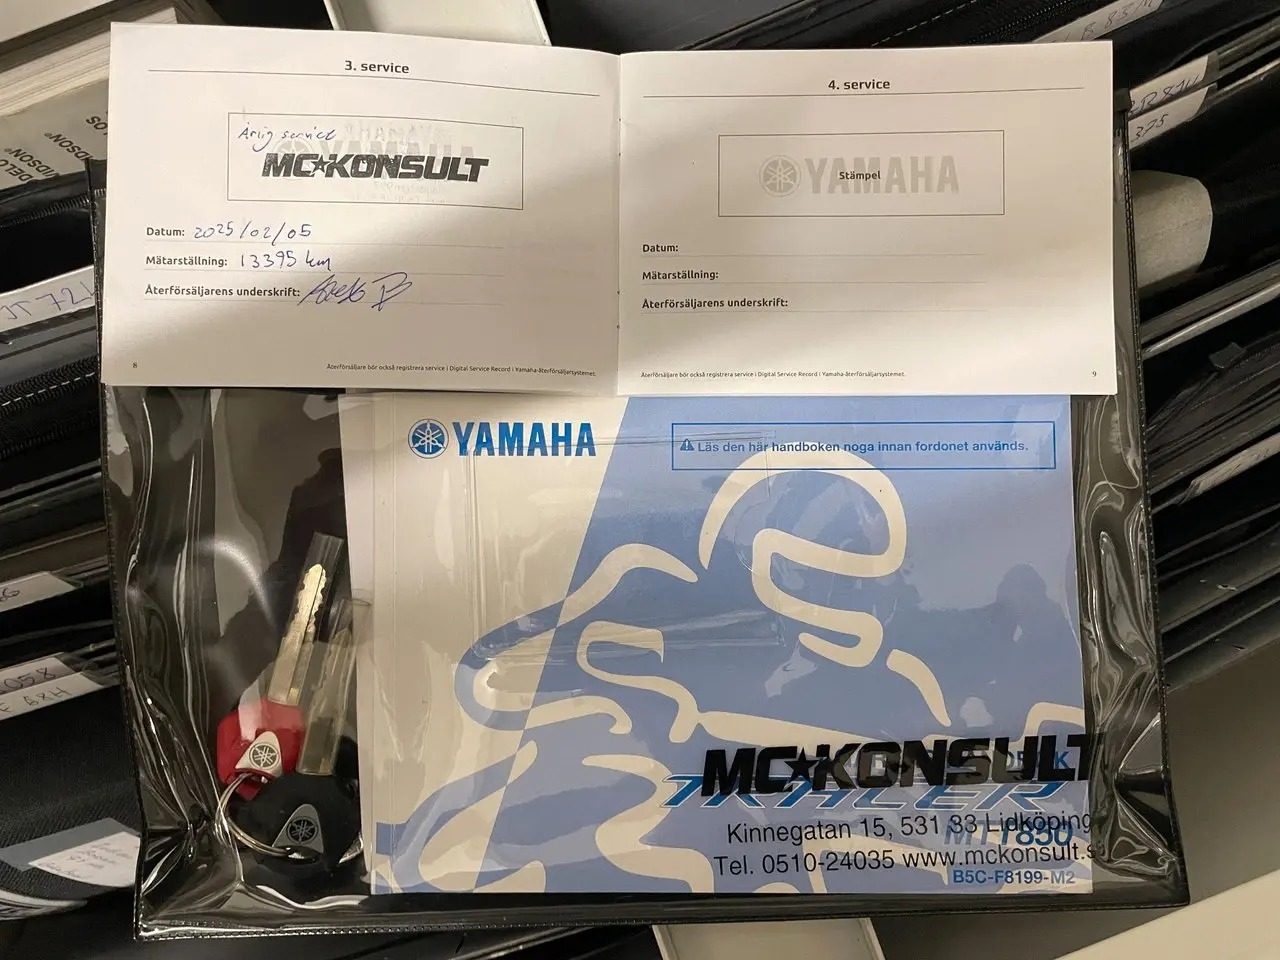 3. service
Årlig service
MC★KONSULT
Datum: 2025/02/05
Mätarställning: 13395 km
Återförsäljarens underskrift:
8
Återförsäljare bör också registrera service i Digital Service Record i Yamaha-återförsäljarsystemet.
4. service
YAMAHA
Stämpel
Datum:
Mätarställning:
Återförsäljarens underskrift:
Återförsäljare bör också registrera service i Digital Service Record i Yamaha-återförsäljarsystemet.
9
YAMAHA
Läs den här handboken noga innan fordonet används.
MC★KONSULT
TRACER
Kinnegatan 15, 531 33 Lidköping
Tel. 0510-24035 www.mckonsult.s
B5C-F8199-M2
375